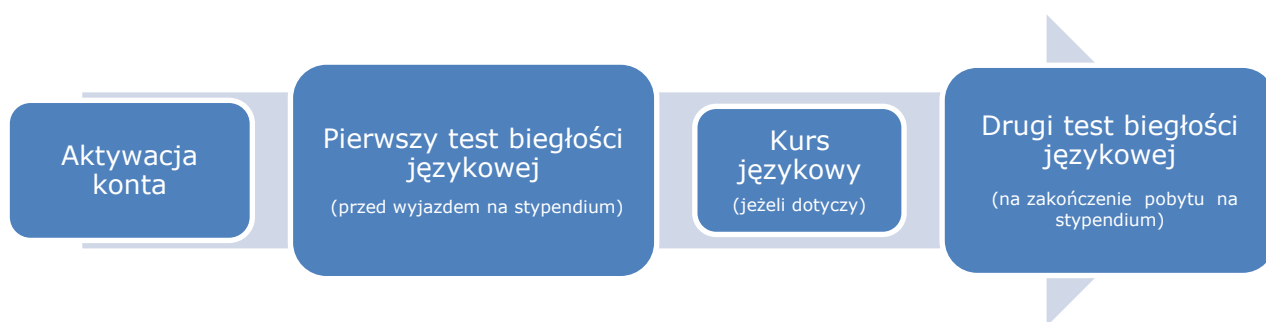 Aktywacja
konta
Pierwszy test biegłości
językowej
(przed wyjazdem na stypendium)
Kurs
językowy
(jeżeli dotyczy)
Drugi test biegłości
językowej
(na zakończenie pobytu na
stypendium)